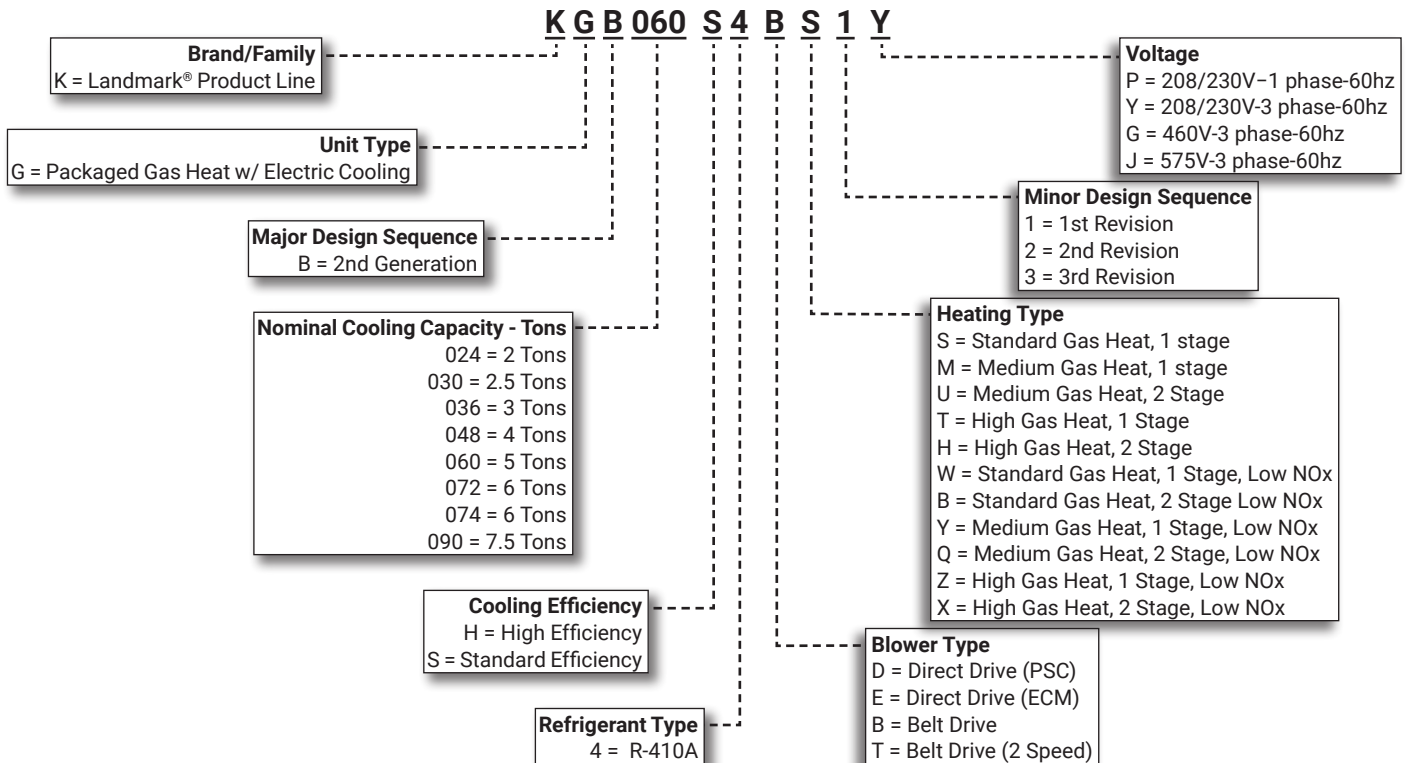 K G B 060 S 4 B S 1 Y
Brand/Family
K = Landmark® Product Line
Unit Type
G = Packaged Gas Heat w/ Electric Cooling
Major Design Sequence
B = 2nd Generation
Nominal Cooling Capacity - Tons
024 = 2 Tons
030 = 2.5 Tons
036 = 3 Tons
048 = 4 Tons
060 = 5 Tons
072 = 6 Tons
074 = 6 Tons
090 = 7.5 Tons
Cooling Efficiency
H = High Efficiency
S = Standard Efficiency
Refrigerant Type
4 = R-410A
Voltage
P = 208/230V−1 phase-60hz
Y = 208/230V-3 phase-60hz
G = 460V-3 phase-60hz
J = 575V-3 phase-60hz
Minor Design Sequence
1 = 1st Revision
2 = 2nd Revision
3 = 3rd Revision
Heating Type
S = Standard Gas Heat, 1 stage
M = Medium Gas Heat, 1 stage
U = Medium Gas Heat, 2 Stage
T = High Gas Heat, 1 Stage
H = High Gas Heat, 2 Stage
W = Standard Gas Heat, 1 Stage, Low NOx
B = Standard Gas Heat, 2 Stage Low NOx
Y = Medium Gas Heat, 1 Stage, Low NOx
Q = Medium Gas Heat, 2 Stage, Low NOx
Z = High Gas Heat, 1 Stage, Low NOx
X = High Gas Heat, 2 Stage, Low NOx
Blower Type
D = Direct Drive (PSC)
E = Direct Drive (ECM)
B = Belt Drive
T = Belt Drive (2 Speed)